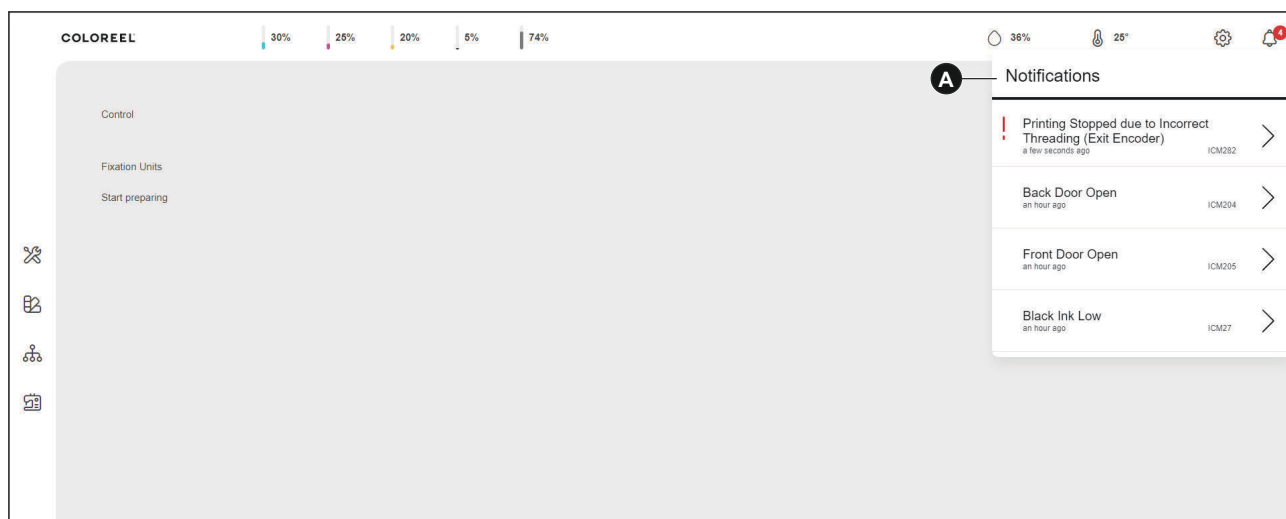 COLOREEL 30% 25% 20% 5% 74% 36% 25° 4
A Notifications
Control
Fixation Units
Start preparing
Printing Stopped due to Incorrect
Threading (Exit Encoder)
a few seconds ago ICM282
Back Door Open
an hour ago ICM204
Front Door Open
an hour ago ICM205
Black Ink Low
an hour ago ICM27